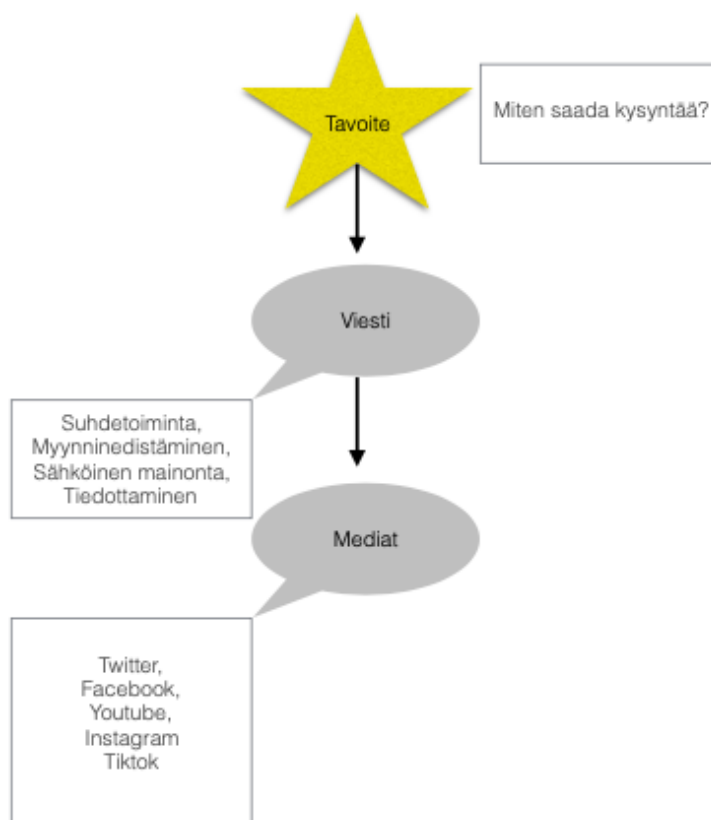 Tavoite
Miten saada kysyntää?
Viesti
Suhdetoiminta,
Myynninedistäminen,
Sähköinen mainonta,
Tiedottaminen
Mediat
Twitter,
Facebook,
Youtube,
Instagram
Tiktok